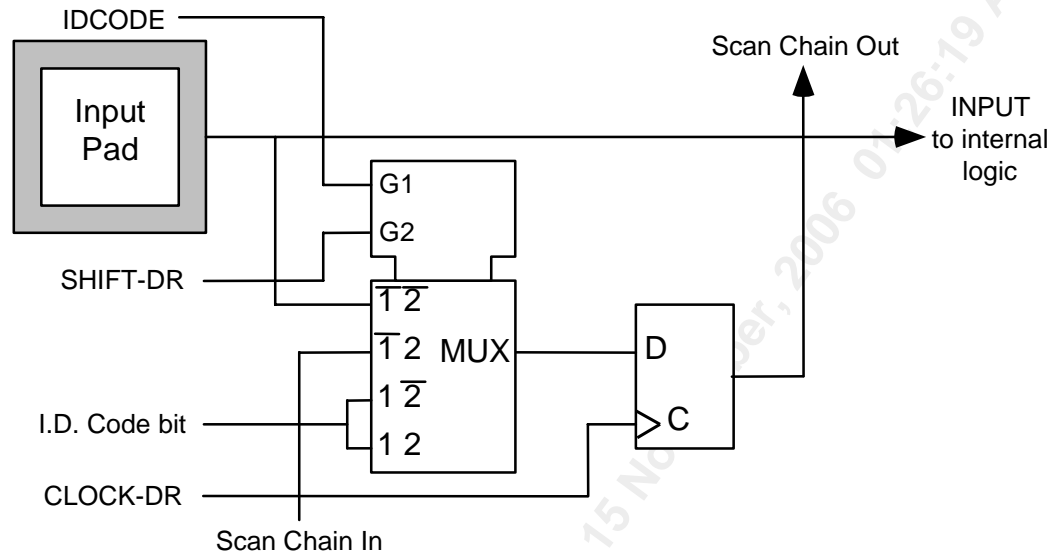 IDCODE
Scan Chain Out
Input
Pad
INPUT
to internal
logic
G1
G2
SHIFT-DR
1̅ 2̅
1̅ 2
MUX
D
1 2̅
I.D. Code bit
1 2
C
CLOCK-DR
Scan Chain In